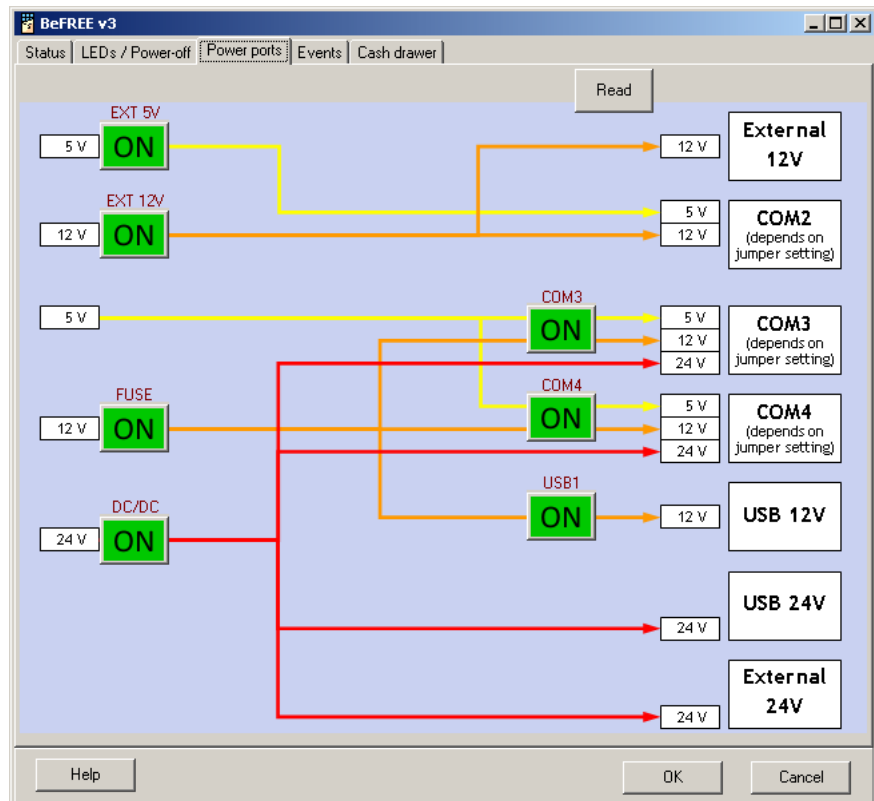 BeFREE v3
Status LEDs / Power-off Power ports Events Cash drawer
Read
EXT 5V
5 V ON
12 V
External
12V
EXT 12V
12 V ON
5 V
12 V
COM2
(depends on
jumper setting)
5 V
COM3
ON
5 V
12 V
24 V
COM3
(depends on
jumper setting)
FUSE
12 V ON
COM4
ON
5 V
12 V
24 V
COM4
(depends on
jumper setting)
DC/DC
24 V ON
USB1
ON
12 V
USB 12V
24 V
USB 24V
24 V
External
24V
Help OK Cancel